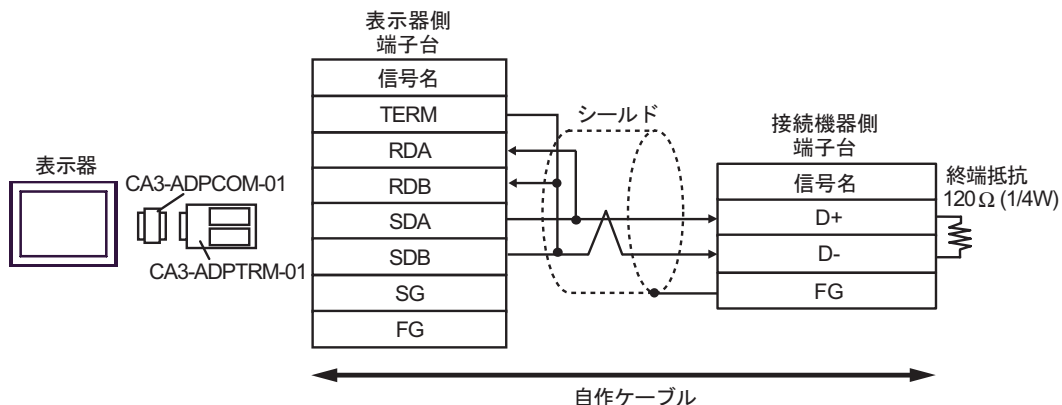 表示器
CA3-ADPCOM-01
CA3-ADPTRM-01
表示器側
端子台
信号名
TERM
RDA
RDB
SDA
SDB
SG
FG
シールド
接続機器側
端子台
信号名
D+
D-
FG
終端抵抗
120Ω (1/4W)
自作ケーブル